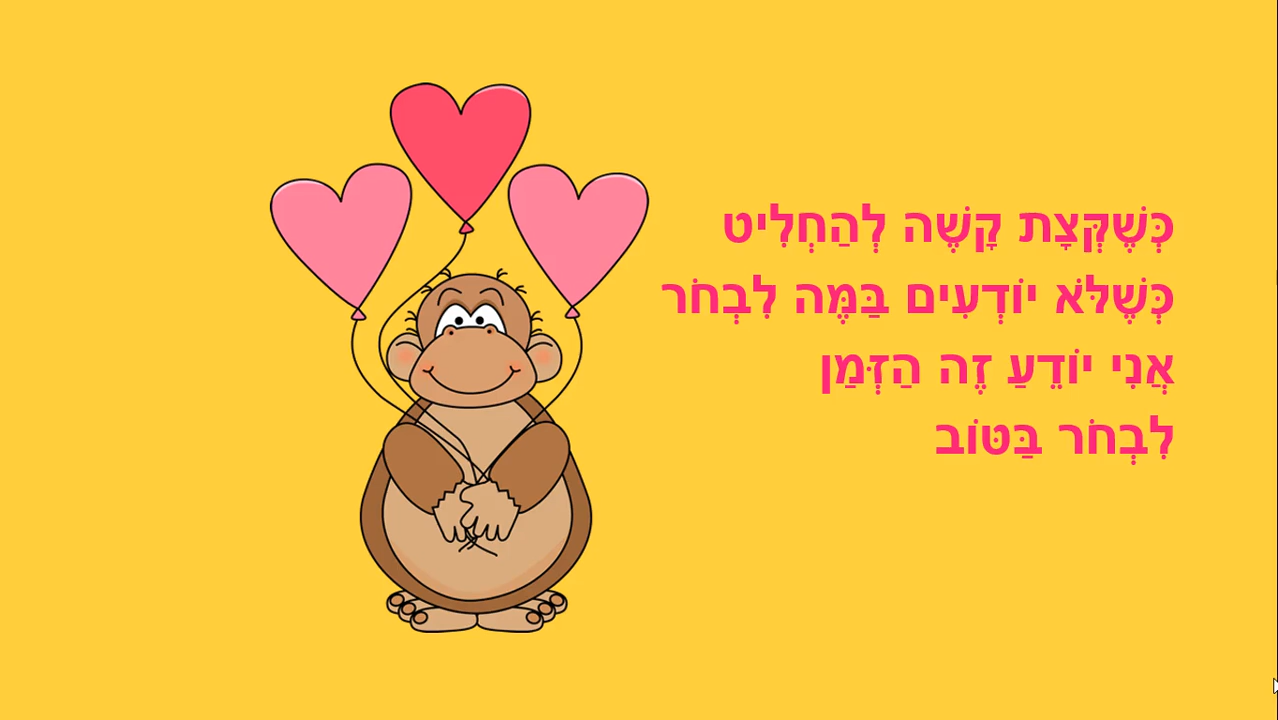 כְּשֶׁקְּצָת קָשֶׁה לְהַחְלִיט
כְּשֶׁלֹּא יוֹדְעִים בַּמֶּה לִבְחֹר
אֲנִי יוֹדֵעַ זֶה הַזְּמַן
לִבְחֹר בַּטּוֹב